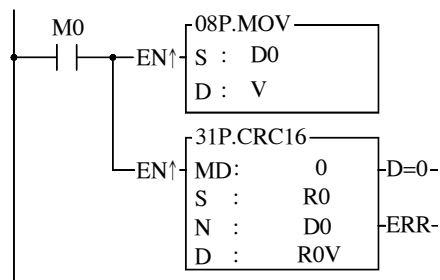 M0
08P.MOV
EN↑ S : D0
D : V
31P.CRC16
EN↑ MD: 0 D=0
S : R0
N : D0 ERR
D : R0V